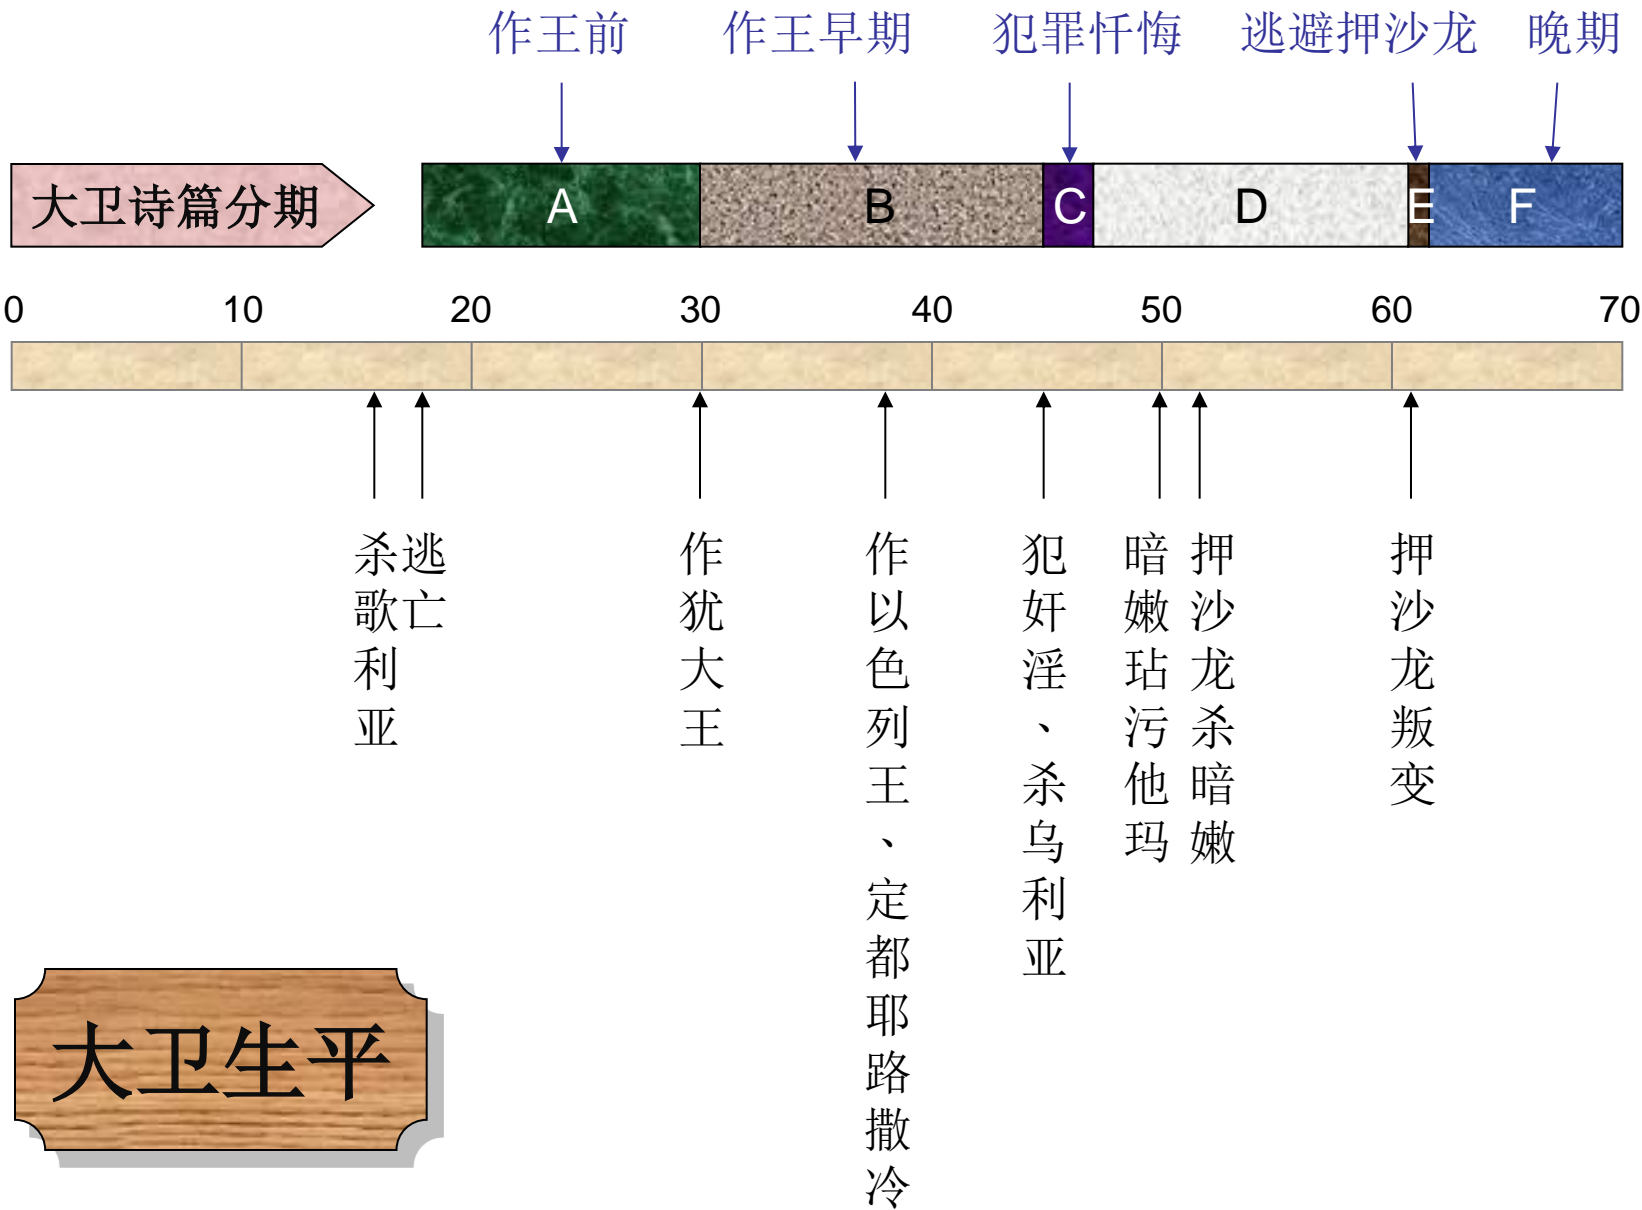 作王前 作王早期 犯罪忏悔 逃避押沙龙 晚期
大卫诗篇分期 A B C D E F
0 10 20 30 40 50 60 70
杀歌利亚
逃亡
作犹大王
作以色列王、定都耶路撒冷
犯奸淫、杀乌利亚
暗嫩玷污他玛
押沙龙杀暗嫩
押沙龙叛变
大卫生平